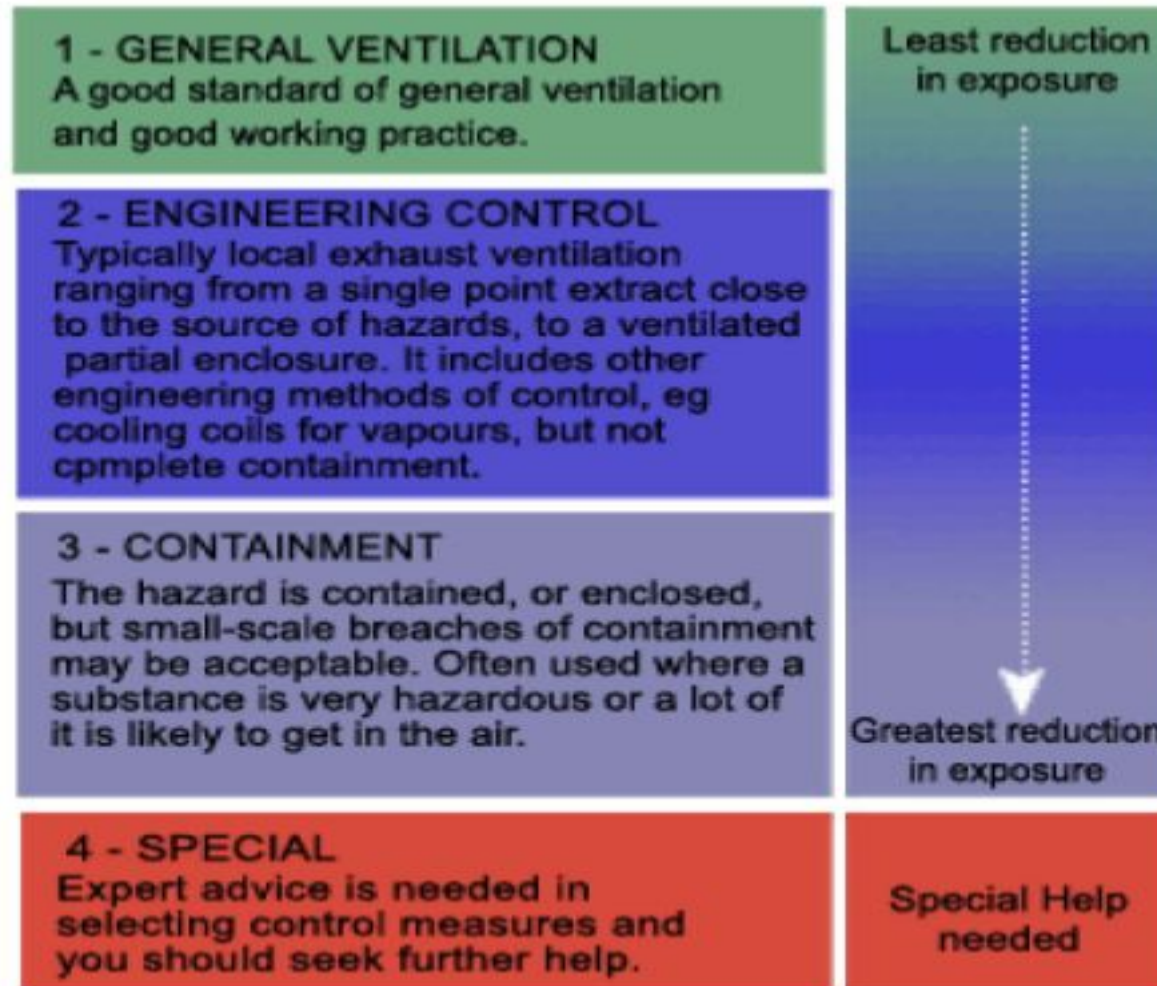 1 - GENERAL VENTILATION
A good standard of general ventilation
and good working practice.
Least reduction
in exposure
2 - ENGINEERING CONTROL
Typically local exhaust ventilation
ranging from a single point extract close
to the source of hazards, to a ventilated
partial enclosure. It includes other
engineering methods of control, eg
cooling coils for vapours, but not
cpmplete containment.
3 - CONTAINMENT
The hazard is contained, or enclosed,
but small-scale breaches of containment
may be acceptable. Often used where a
substance is very hazardous or a lot of
it is likely to get in the air.
Greatest reduction
in exposure
4 - SPECIAL
Expert advice is needed in
selecting control measures and
you should seek further help.
Special Help
needed